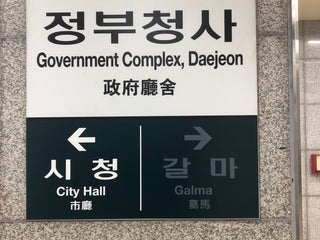 정부청사
Government Complex, Daejeon
政府廳舍
← 시청
City Hall
市廳
→ 갈마
Galma
葛馬